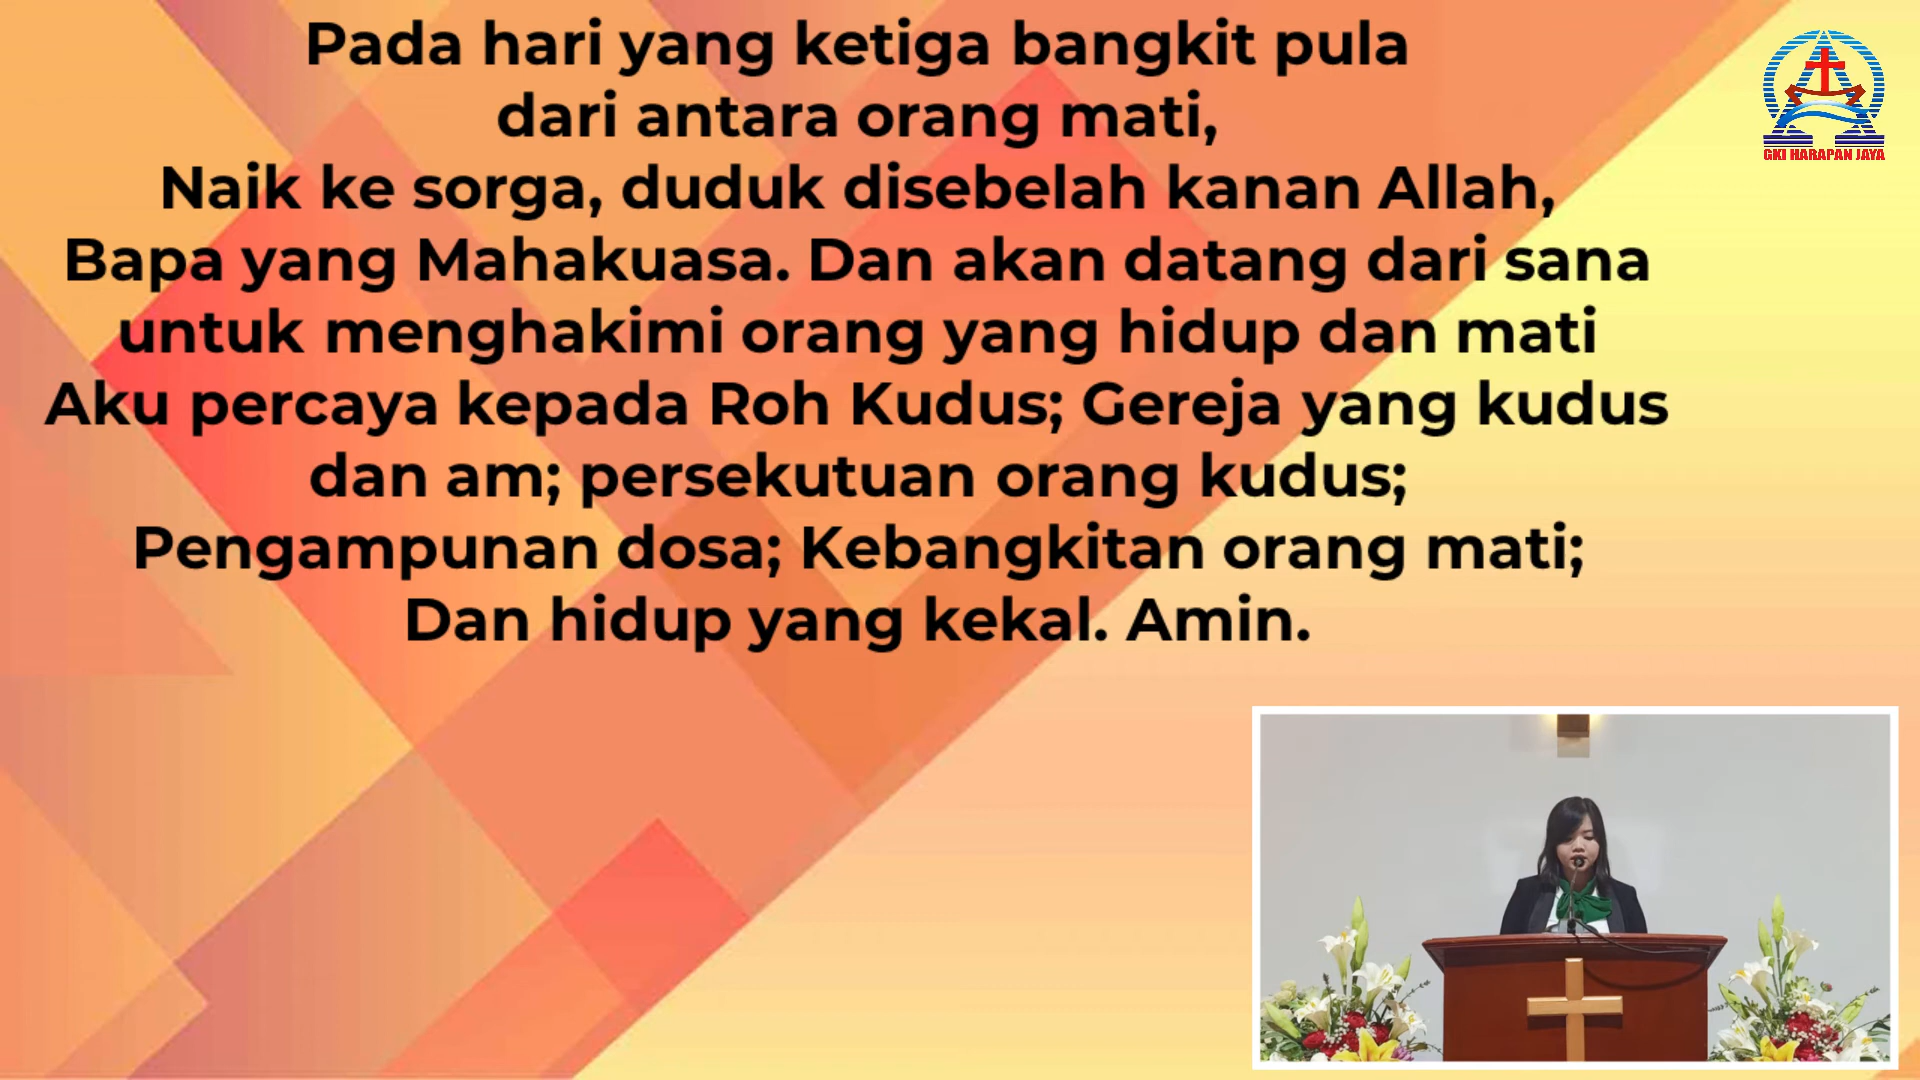 Pada hari yang ketiga bangkit pula
dari antara orang mati,
Naik ke sorga, duduk disebelah kanan Allah,
Bapa yang Mahakuasa. Dan akan datang dari sana
untuk menghakimi orang yang hidup dan mati
Aku percaya kepada Roh Kudus; Gereja yang kudus
dan am; persekutuan orang kudus;
Pengampunan dosa; Kebangkitan orang mati;
Dan hidup yang kekal. Amin.
GKI HARAPAN JAYA